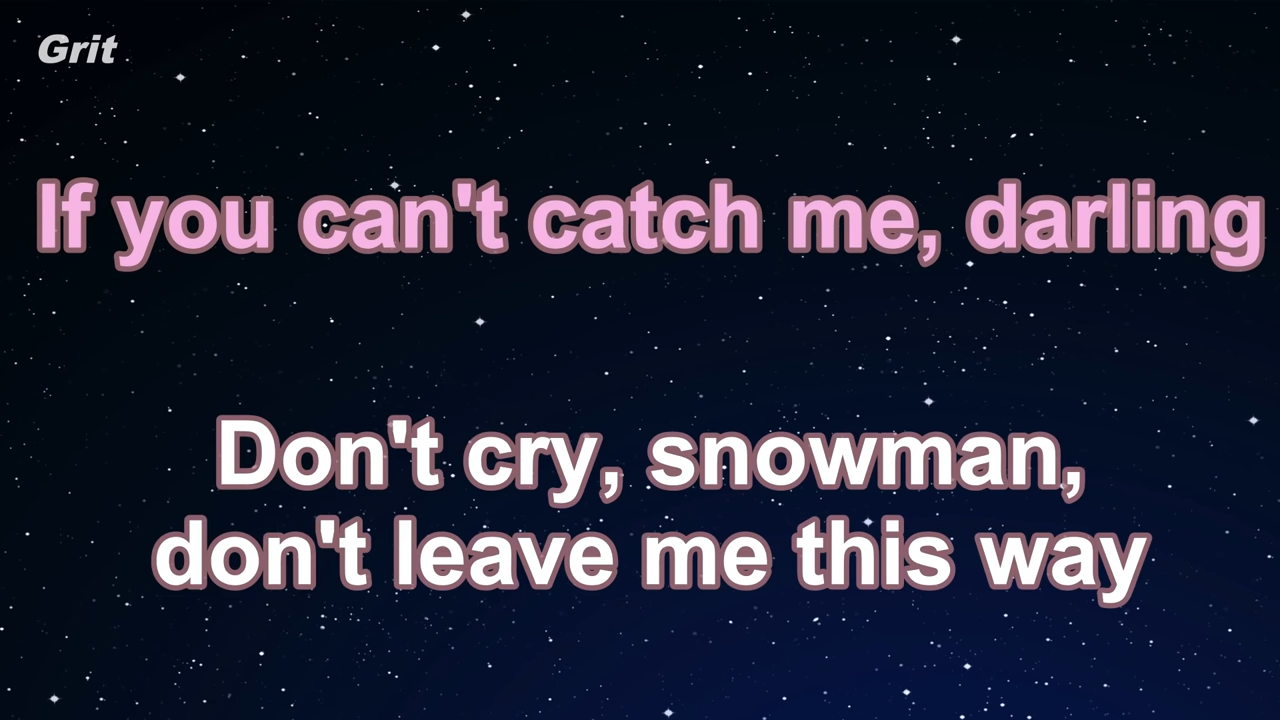 Grit
If you can't catch me, darling
Don't cry, snowman,
don't leave me this way